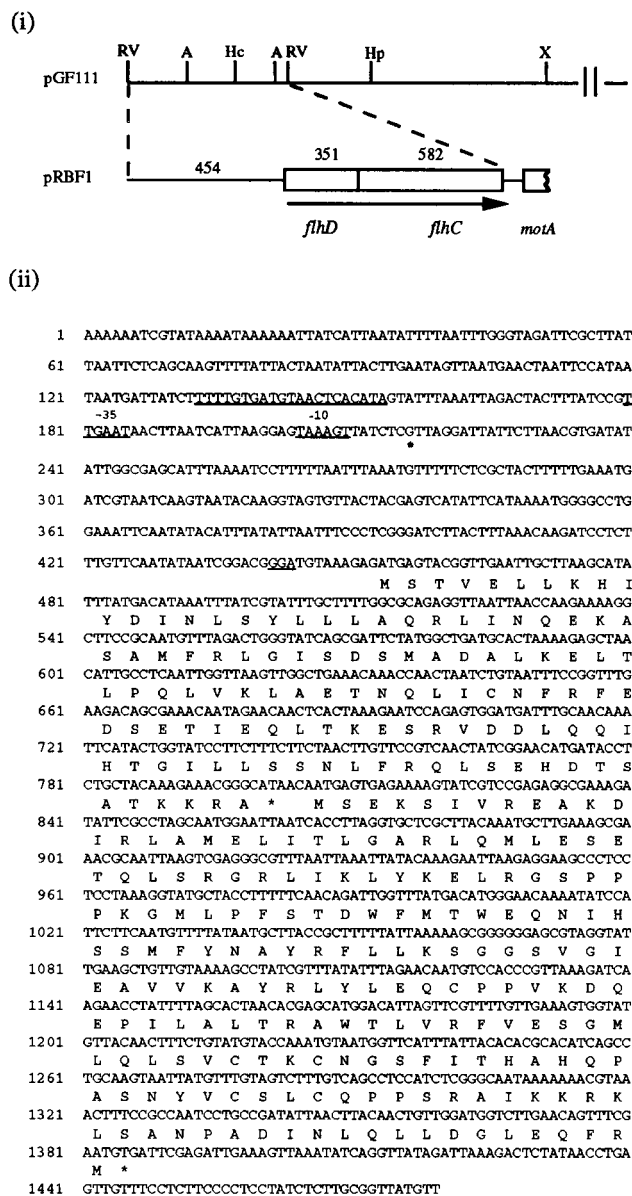 (i)
RV A Hc A RV Hp X
pGF111
351 582
pRBF1 454
flhD flhC motA
(ii)
1 AAAAAATCGTATAAAATAAAAAATTATCATTAATATTTTAATTTGGGTAGATTCGCTTAT
61 TAATTCTCAGCAAGTTTTATTACTAATATTACTTGAATAGTTAATGAACTAATTCCATAA
121 TAATGATTATCTTTTTGTGATGTAACTCACATAGTATTTAAATTAGACTACTTTATCCGT
-35 -10
181 TGAATAACTTAATCATTAAGGAGTAAAGTTATCTCGTTAGGATTATTCTTAACGTGATAT
*
241 ATTGGCGAGCATTTAAAATCCTTTTTAATTTAAATGTTTTTCTCGCTACTTTTTGAAATG
301 ATCGTAATCAAGTAATACAAGGTAGTGTTACTACGAGTCATATTCATAAAATGGGGCCTG
361 GAAATTCAATATACATTTATATTAATTTCCCTCGGGATCTTACTTTAAACAAGATCCTCT
421 TTGTTCAATATAATCGGACGGGATGTAAAGAGATGAGTACGGTTGAATTGCTTAAGCATA
M S T V E L L K H I
481 TTTATGACATAAATTTATCGTATTTGCTTTTGGCGCAGAGGTTAATTAACCAAGAAAAGG
Y D I N L S Y L L L A Q R L I N Q E K A
541 CTTCCGCAATGTTTAGACTGGGTATCAGCGATTCTATGGCTGATGCACTAAAAGAGCTAA
S A M F R L G I S D S M A D A L K E L T
601 CATTGCCTCAATTGGTTAAGTTGGCTGAAACAAACCAACTAATCTGTAATTTCCGGTTTG
L P Q L V K L A E T N Q L I C N F R F E
661 AAGACAGCGAAACAATAGAACAACTCACTAAAGAATCCAGAGTGGATGATTTGCAACAAA
D S E T I E Q L T K E S R V D D L Q Q I
721 TTCATACTGGTATCCTTCTTTCTTCTAACTTGTTCCGTCAACTATCGGAACATGATACCT
H T G I L L S S N L F R Q L S E H D T S
781 CTGCTACAAAGAAACGGGCATAACAATGAGTGAGAAAAGTATCGTCCGAGAGGCGAAAGA
A T K K R A * M S E K S I V R E A K D
841 TATTCGCCTAGCAATGGAATTAATCACCTTAGGTGCTCGCTTACAAATGCTTGAAAGCGA
I R L A M E L I T L G A R L Q M L E S E
901 AACGCAATTAAGTCGAGGGCGTTTAATTAAATTATACAAAGAATTAAGAGGAAGCCCTCC
T Q L S R G R L I K L Y K E L R G S P P
961 TCCTAAAGGTATGCTACCTTTTTCAACAGATTGGTTTATGACATGGGAACAAAATATCCA
P K G M L P F S T D W F M T W E Q N I H
1021 TTCTTCAATGTTTTATAATGCTTACCGCTTTTTATTAAAAAGCGGGGGGAGCGTAGGTAT
S S M F Y N A Y R F L L K S G G S V G I
1081 TGAAGCTGTTGTAAAAGCCTATCGTTTATATTTAGAACAATGTCCACCCGTTAAAGATCA
E A V V K A Y R L Y L E Q C P P V K D Q
1141 AGAACCTATTTTAGCACTAACACGAGCATGGACATTAGTTCGTTTTGTTGAAAGTGGTAT
E P I L A L T R A W T L V R F V E S G M
1201 GTTACAACTTTCTGTATGTACCAAATGTAATGGTTCATTTATTACACACGCACATCAGCC
L Q L S V C T K C N G S F I T H A H Q P
1261 TGCAAGTAATTATGTTTGTAGTCTTTGTCAGCCTCCATCTCGGGCAATAAAAAAACGTAA
A S N Y V C S L C Q P P S R A I K K R K
1321 ACTTTCCGCCAATCCTGCCGATATTAACTTACAACTGTTGGATGGTCTTGAACAGTTTCG
L S A N P A D I N L Q L L D G L E Q F R
1381 AATGTGATTCGAGATTGAAAGTTAAATATCAGGTTATAGATTAAAGACTCTATAACCTGA
M *
1441 GTTGTTTCCTCTTCCCCTCCTATCTCTTGCGGTTATGTT